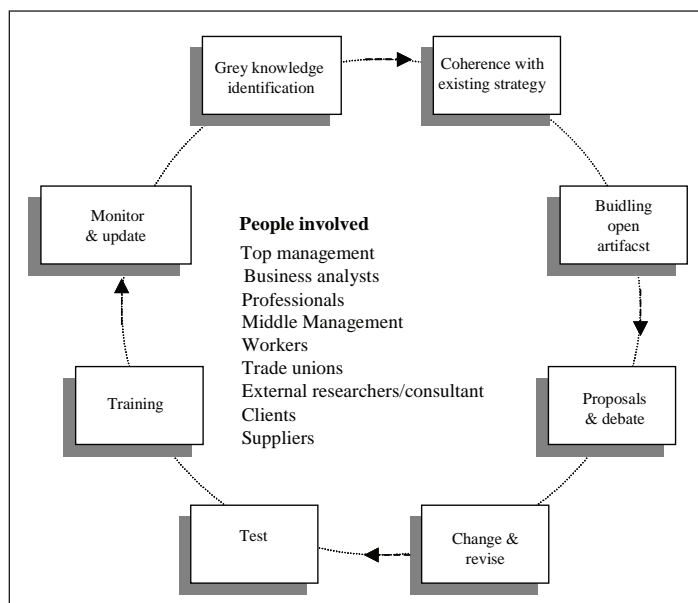 Grey knowledge
identification
Coherence with
existing strategy
Buidling
open
artifacst
Proposals
& debate
Change &
revise
Test
Training
Monitor
& update
People involved
Top management
Business analysts
Professionals
Middle Management
Workers
Trade unions
External researchers/consultant
Clients
Suppliers